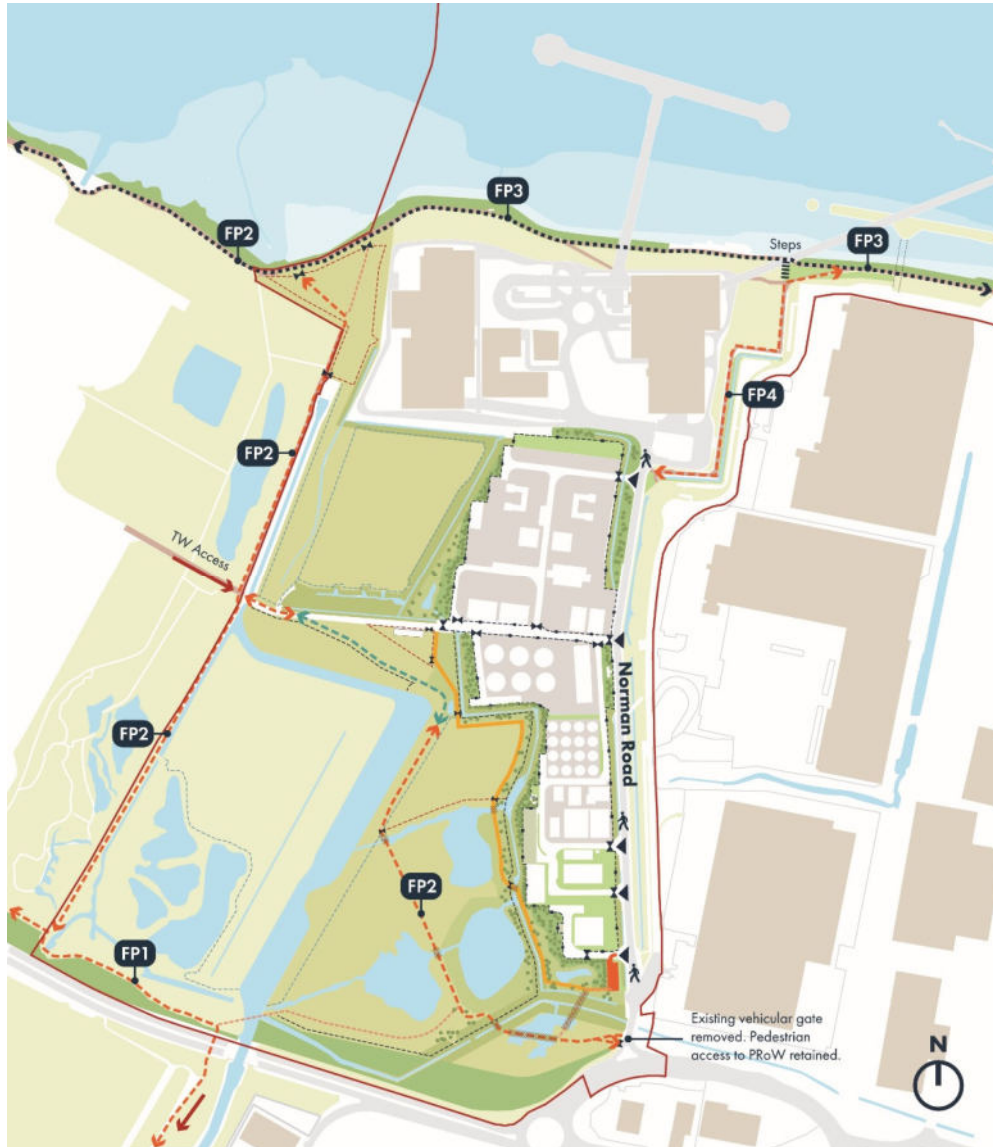 FP3
FP2
Steps
FP3
FP4
FP2
TW Access
Norman Road
FP2
FP2
FP1
Existing vehicular gate
removed. Pedestrian
access to PRoW retained.
N